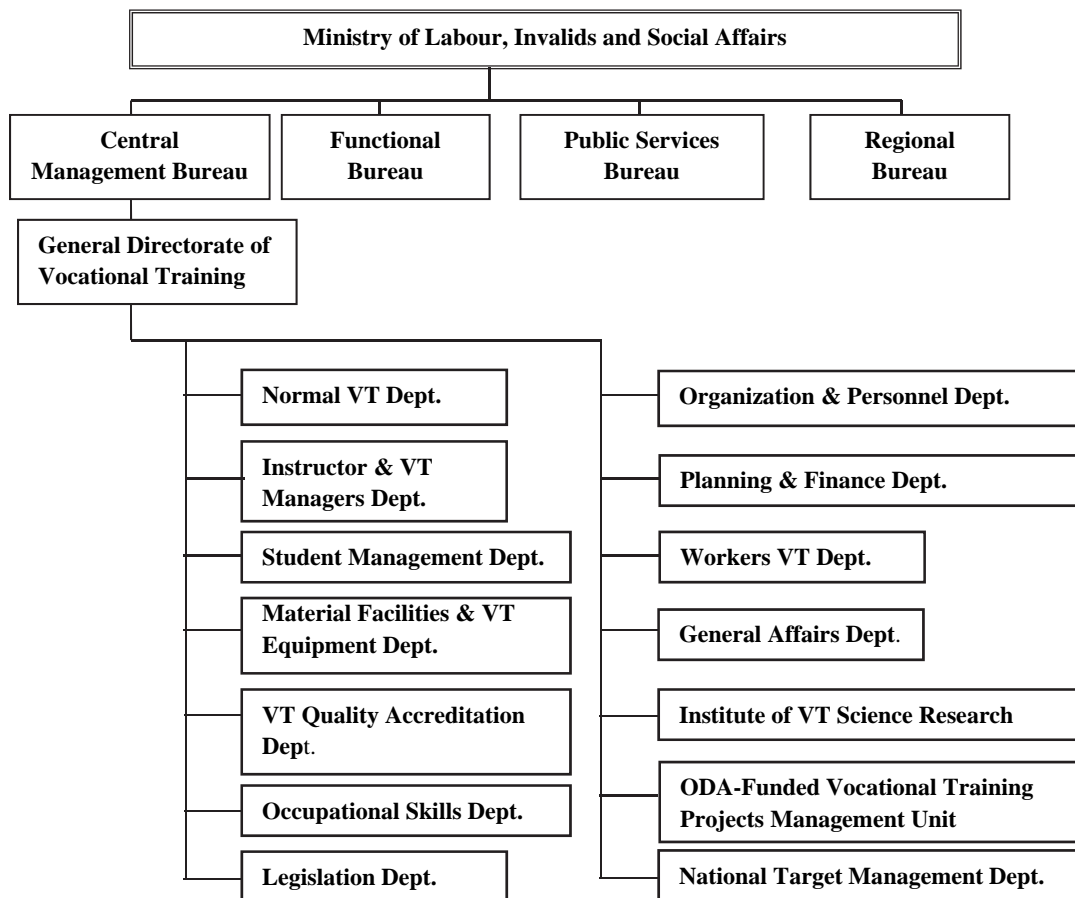 Ministry of Labour, Invalids and Social Affairs
Central
Management Bureau
Functional
Bureau
Public Services
Bureau
Regional
Bureau
General Directorate of
Vocational Training
Normal VT Dept.
Instructor & VT
Managers Dept.
Student Management Dept.
Material Facilities & VT
Equipment Dept.
VT Quality Accreditation
Dept.
Occupational Skills Dept.
Legislation Dept.
Organization & Personnel Dept.
Planning & Finance Dept.
Workers VT Dept.
General Affairs Dept.
Institute of VT Science Research
ODA-Funded Vocational Training
Projects Management Unit
National Target Management Dept.